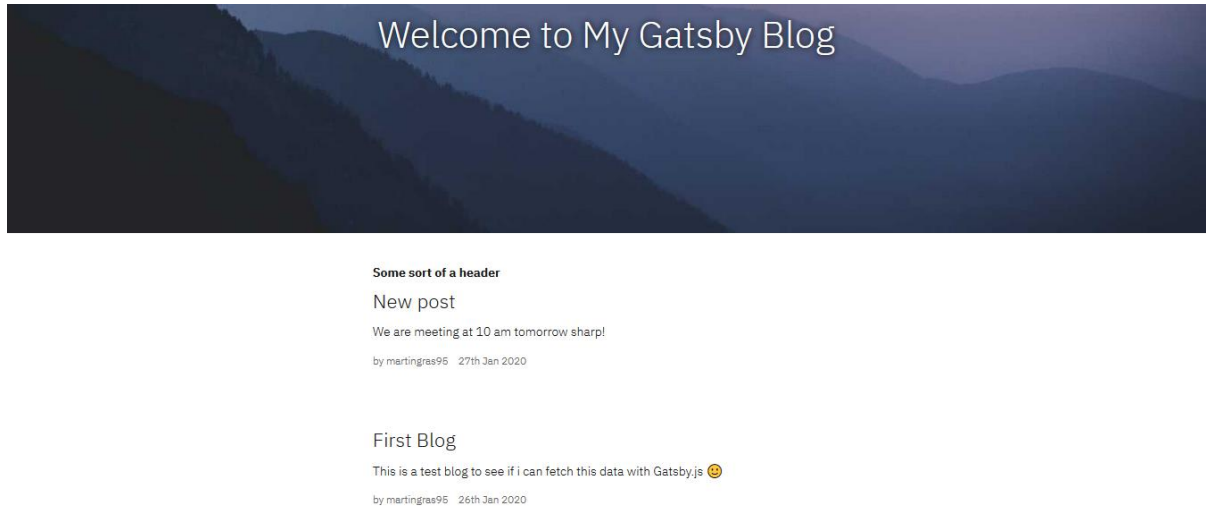 Welcome to My Gatsby Blog
Some sort of a header
New post
We are meeting at 10 am tomorrow sharp!
by martingras95 27th Jan 2020
First Blog
This is a test blog to see if i can fetch this data with Gatsby.js 🙂
by martingras95 26th Jan 2020